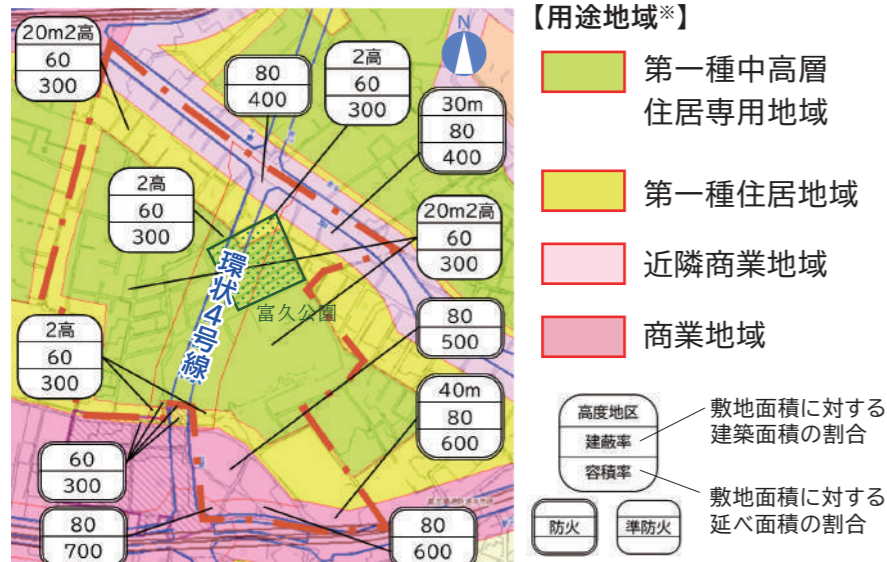 【用途地域※】
第一種中高層
住居専用地域
第一種住居地域
近隣商業地域
商業地域
高度地区
建蔽率
容積率
敷地面積に対する
建築面積の割合
敷地面積に対する
延べ面積の割合
防火
準防火
N
20m2高
60
300
80
400
2高
60
300
30m
80
400
2高
60
300
20m2高
60
300
環状4号線
富久公園
80
500
2高
60
300
40m
80
600
60
300
80
700
80
600